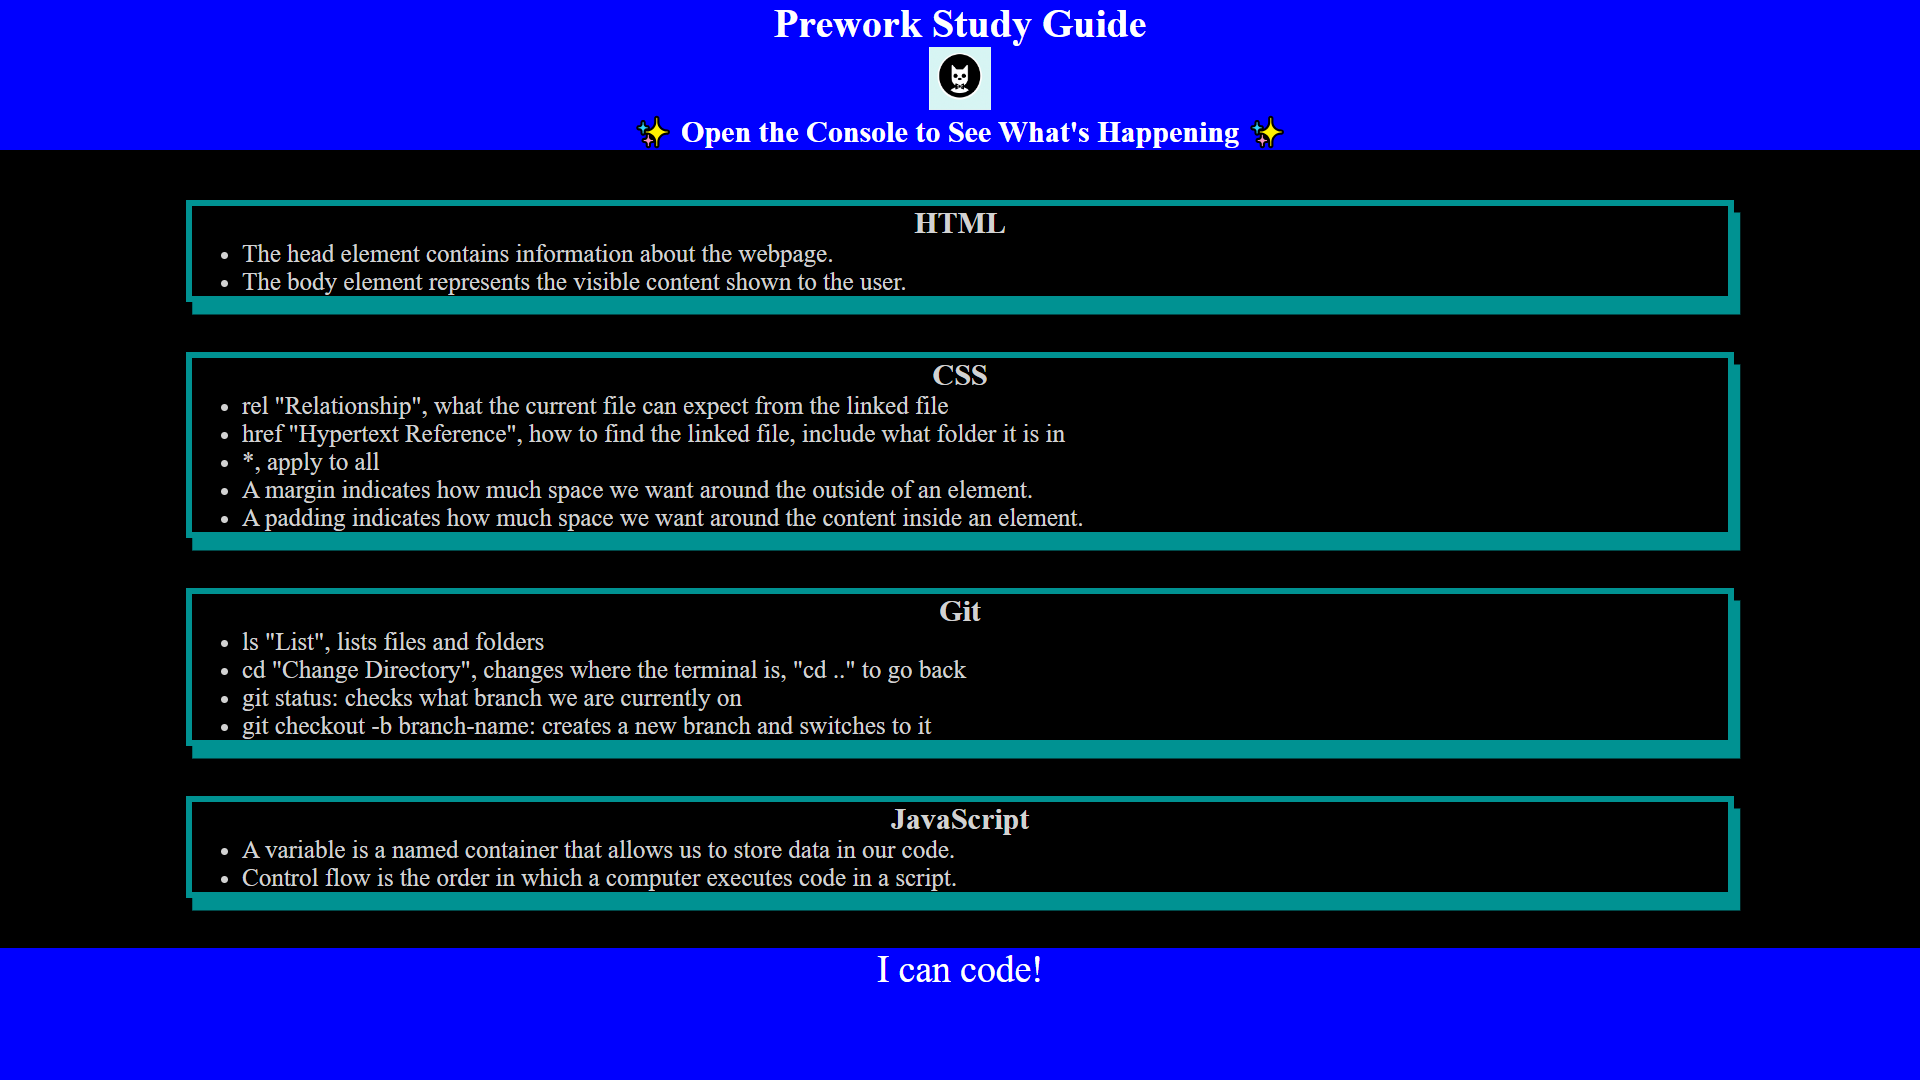 Prework Study Guide
✨ Open the Console to See What's Happening ✨
HTML
• The head element contains information about the webpage.
• The body element represents the visible content shown to the user.
CSS
• rel "Relationship", what the current file can expect from the linked file
• href "Hypertext Reference", how to find the linked file, include what folder it is in
• *, apply to all
• A margin indicates how much space we want around the outside of an element.
• A padding indicates how much space we want around the content inside an element.
Git
• ls "List", lists files and folders
• cd "Change Directory", changes where the terminal is, "cd .." to go back
• git status: checks what branch we are currently on
• git checkout -b branch-name: creates a new branch and switches to it
JavaScript
• A variable is a named container that allows us to store data in our code.
• Control flow is the order in which a computer executes code in a script.
I can code!